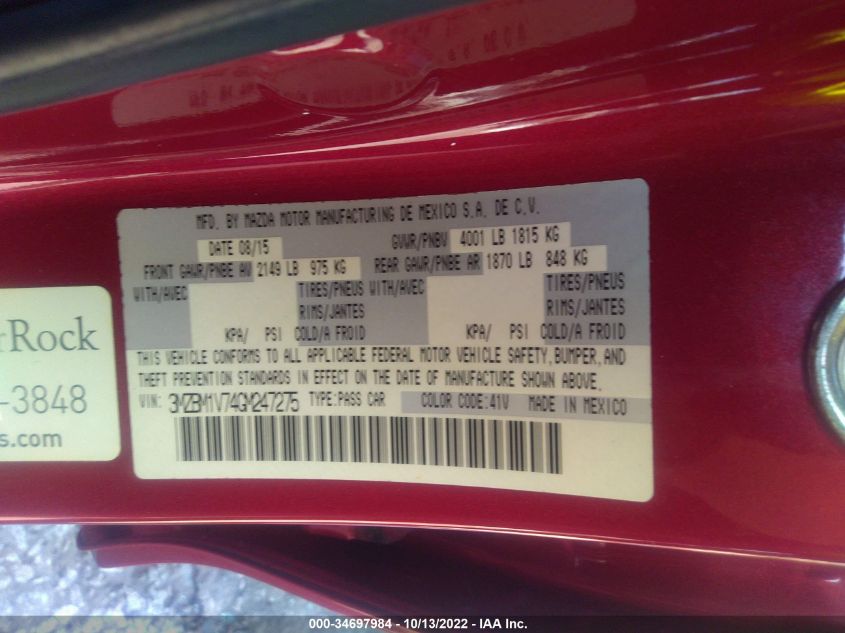 MFD. BY MAZDA MOTOR MANUFACTURING DE MEXICO S.A. DE C.V.
DATE 08/15 GVWR/PNBV 4001 LB 1815 KG
FRONT GAWR/PNBE AV 2149 LB 975 KG REAR GAWR/PNBE AR 1870 LB 848 KG
WITH/AVEC TIRES/PNEUS WITH/AVEC TIRES/PNEUS
RIMS/JANTES RIMS/JANTES
KPA/ PSI COLD/A FROID KPA/ PSI COLD/A FROID
THIS VEHICLE CONFORMS TO ALL APPLICABLE FEDERAL MOTOR VEHICLE SAFETY, BUMPER, AND
THEFT PREVENTION STANDARDS IN EFFECT ON THE DATE OF MANUFACTURE SHOWN ABOVE.
VIN: 3MZBM1V74GM247275 TYPE:PASS CAR COLOR CODE:41V MADE IN MEXICO
rRock
-3848
s.com
000-34697984 - 10/13/2022 - IAA Inc.